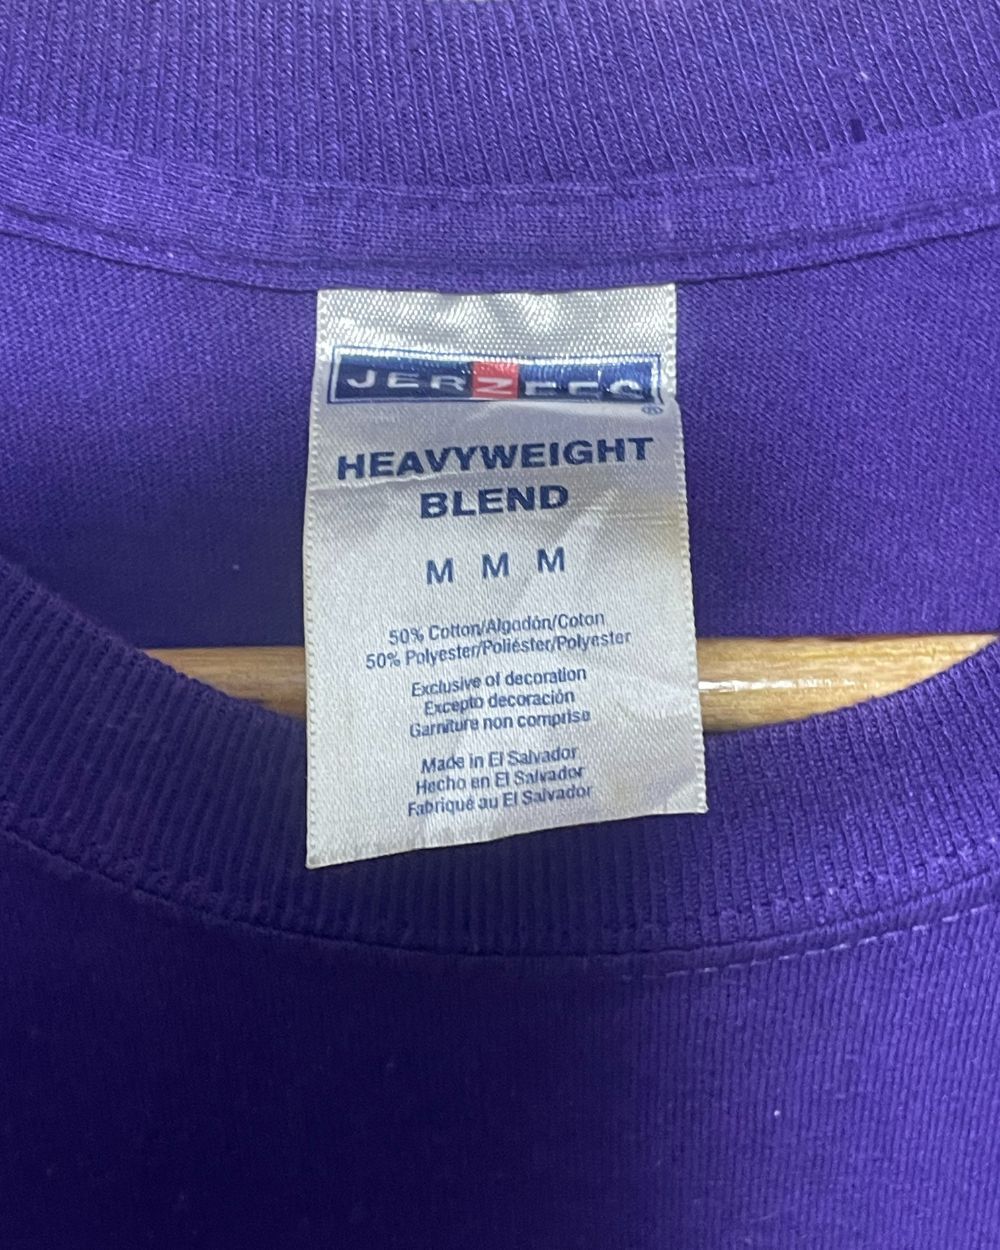 JERZEES®
HEAVYWEIGHT
BLEND
M M M
50% Cotton/Algodón/Coton
50% Polyester/Poliéster/Polyester
Exclusive of decoration
Excepto decoración
Garniture non comprise
Made in El Salvador
Hecho en El Salvador
Fabriqué au El Salvador